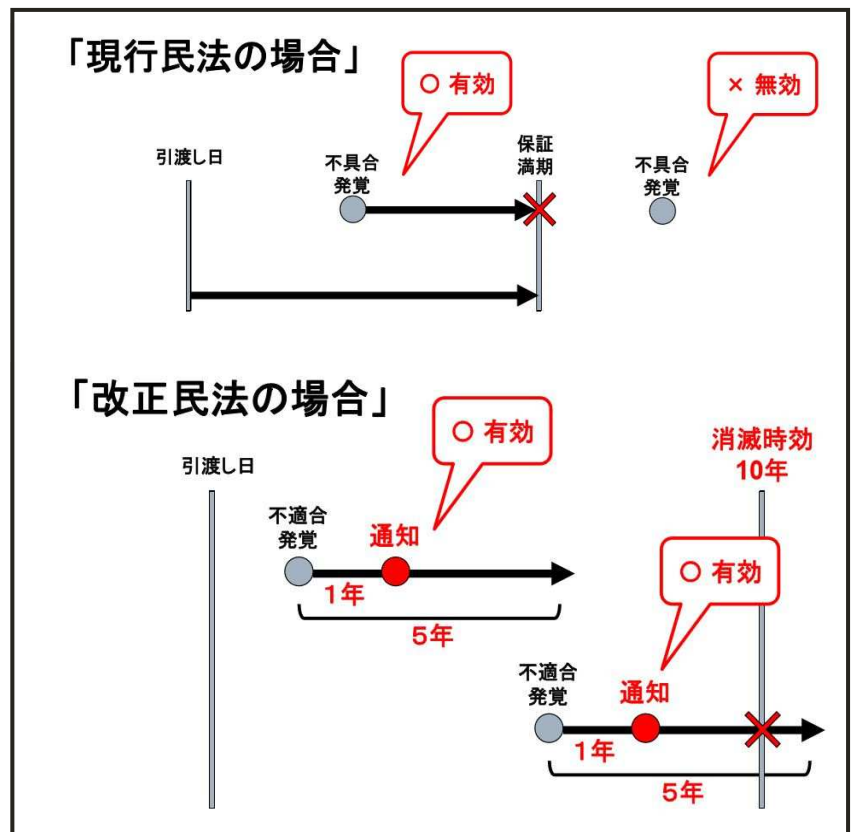 「現行民法の場合」
○ 有効
× 無効
引渡し日
不具合
発覚
保証
満期
不具合
発覚
「改正民法の場合」
○ 有効
消滅時効
10年
引渡し日
不適合
発覚
通知
1年
5年
○ 有効
不適合
発覚
通知
1年
5年